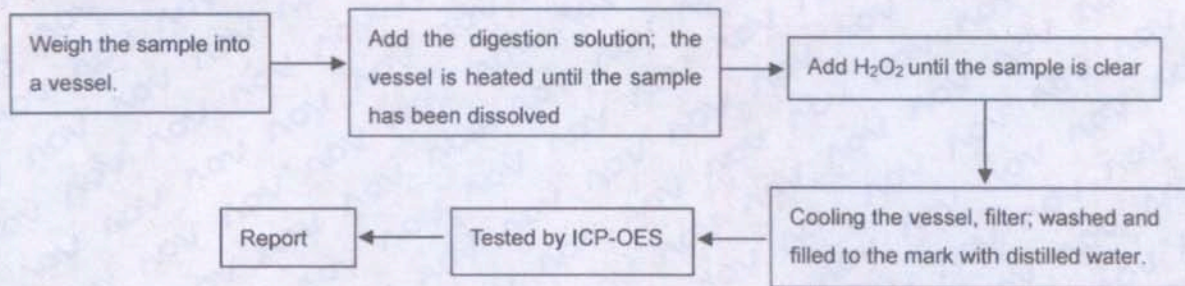 Weigh the sample into
a vessel.
Add the digestion solution; the
vessel is heated until the sample
has been dissolved
Add H₂O₂ until the sample is clear
Cooling the vessel, filter; washed and
filled to the mark with distilled water.
Tested by ICP-OES
Report